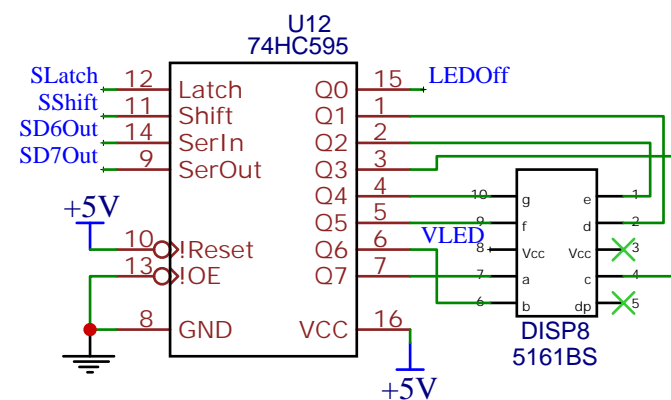 U12
74HC595
SLatch 12 Latch Q0 15 LEDOff
SShift 11 Shift Q1 1
SD6Out 14 SerIn Q2 2
SD7Out 9 SerOut Q3 3
Q4 4 10 g e 1
+5V Q5 5 9 f d 2
10 !Reset Q6 6 VLED 8 Vcc Vcc 3
13 !OE Q7 7 7 a c 4
6 b dp 5
8 GND VCC 16 DISP8
5161BS
+5V